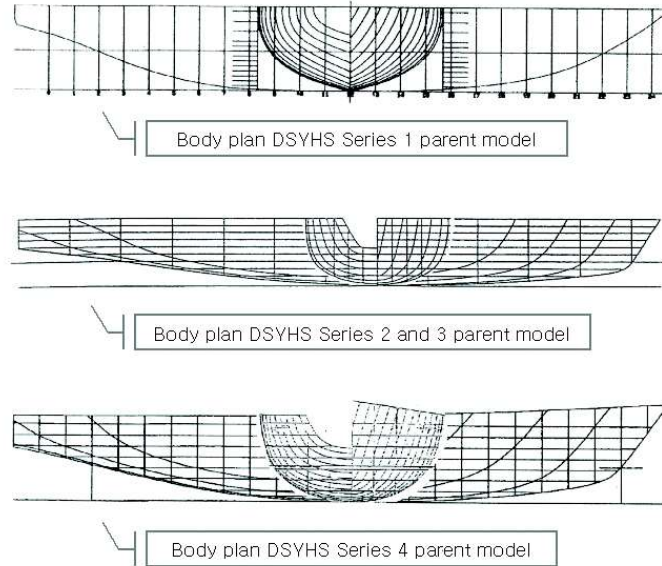 Body plan DSYHS Series 1 parent model
Body plan DSYHS Series 2 and 3 parent model
Body plan DSYHS Series 4 parent model